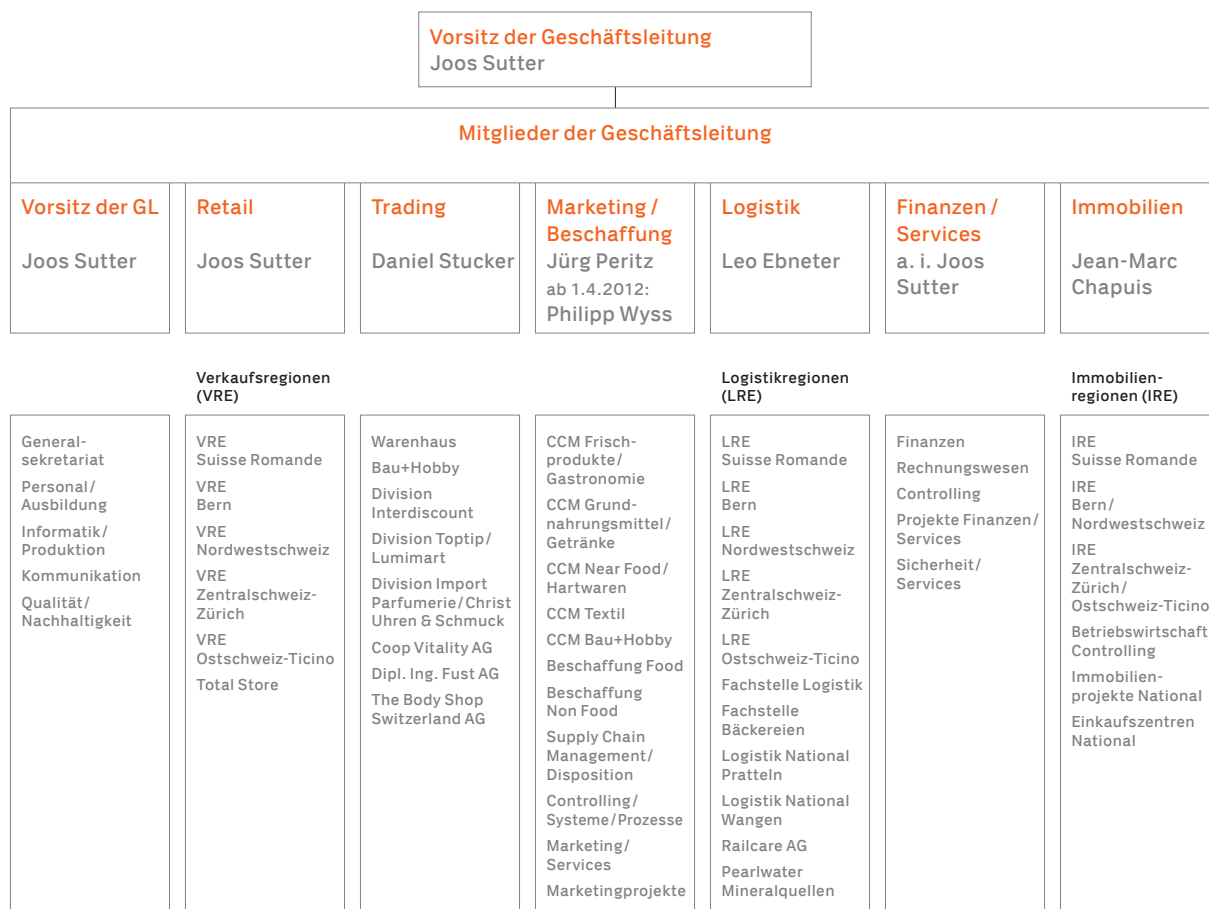 Vorsitz der Geschäftsleitung
Joos Sutter
Mitglieder der Geschäftsleitung
Vorsitz der GL
Joos Sutter
Retail
Joos Sutter
Trading
Daniel Stucker
Marketing /
Beschaffung
Jürg Peritz
ab 1.4.2012:
Philipp Wyss
Logistik
Leo Ebneter
Finanzen /
Services
a. i. Joos
Sutter
Immobilien
Jean-Marc
Chapuis
General-
sekretariat
Personal/
Ausbildung
Informatik/
Produktion
Kommunikation
Qualität/
Nachhaltigkeit
Verkaufsregionen
(VRE)
VRE
Suisse Romande
VRE
Bern
VRE
Nordwestschweiz
VRE
Zentralschweiz-
Zürich
VRE
Ostschweiz-Ticino
Total Store
Warenhaus
Bau+Hobby
Division
Interdiscount
Division Toptip/
Lumimart
Division Import
Parfumerie/Christ
Uhren & Schmuck
Coop Vitality AG
Dipl. Ing. Fust AG
The Body Shop
Switzerland AG
CCM Frisch-
produkte/
Gastronomie
CCM Grund-
nahrungsmittel/
Getränke
CCM Near Food/
Hartwaren
CCM Textil
CCM Bau+Hobby
Beschaffung Food
Beschaffung
Non Food
Supply Chain
Management/
Disposition
Controlling/
Systeme/Prozesse
Marketing/
Services
Marketingprojekte
Logistikregionen
(LRE)
LRE
Suisse Romande
LRE
Bern
LRE
Nordwestschweiz
LRE
Zentralschweiz-
Zürich
LRE
Ostschweiz-Ticino
Fachstelle Logistik
Fachstelle
Bäckereien
Logistik National
Pratteln
Logistik National
Wangen
Railcare AG
Pearlwater
Mineralquellen
Finanzen
Rechnungswesen
Controlling
Projekte Finanzen/
Services
Sicherheit/
Services
Immobilien-
regionen (IRE)
IRE
Suisse Romande
IRE
Bern/
Nordwestschweiz
IRE
Zentralschweiz-
Zürich/
Ostschweiz-Ticino
Betriebswirtschaft
Controlling
Immobilien-
projekte National
Einkaufszentren
National